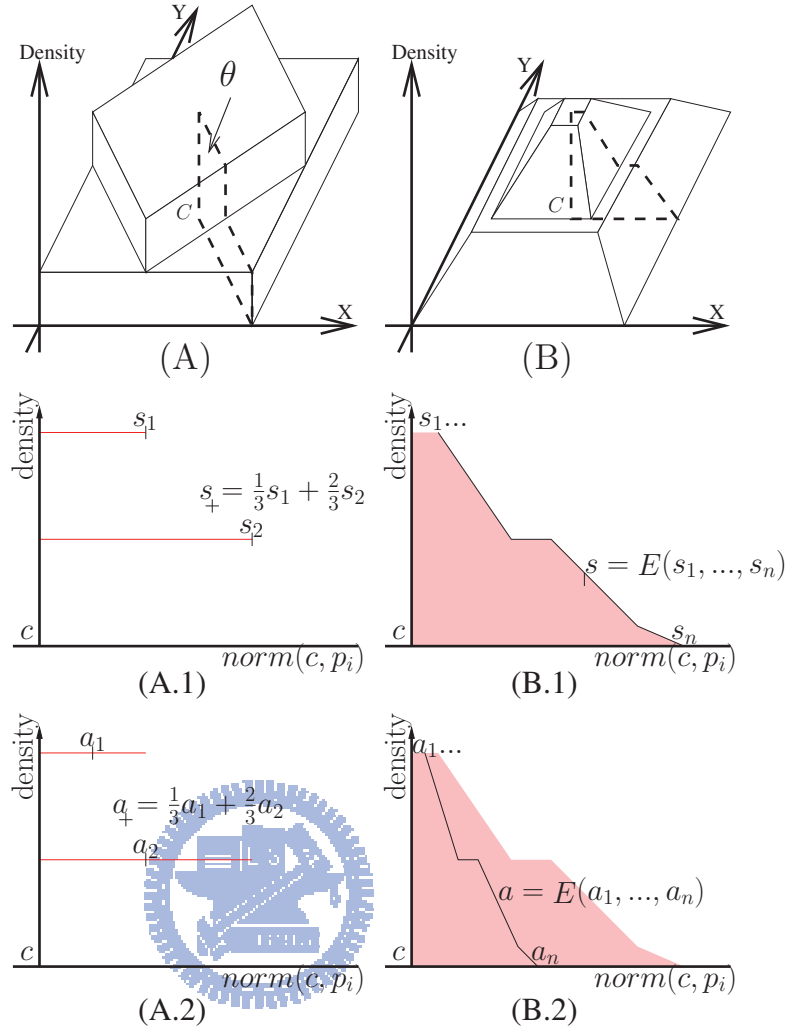 Y
Density
θ
C
X
(A)
Density
Y
C
X
(B)
density
s₁
s = 1/3 s₁ + 2/3 s₂
+
s₂
c
norm(c, pᵢ)
(A.1)
density
s₁...
s = E(s₁, ..., sₙ)
sₙ
c
norm(c, pᵢ)
(B.1)
density
a₁
a = 1/3 a₁ + 2/3 a₂
+
a₂
c
norm(c, pᵢ)
(A.2)
density
a₁...
a = E(a₁, ..., aₙ)
aₙ
c
norm(c, pᵢ)
(B.2)